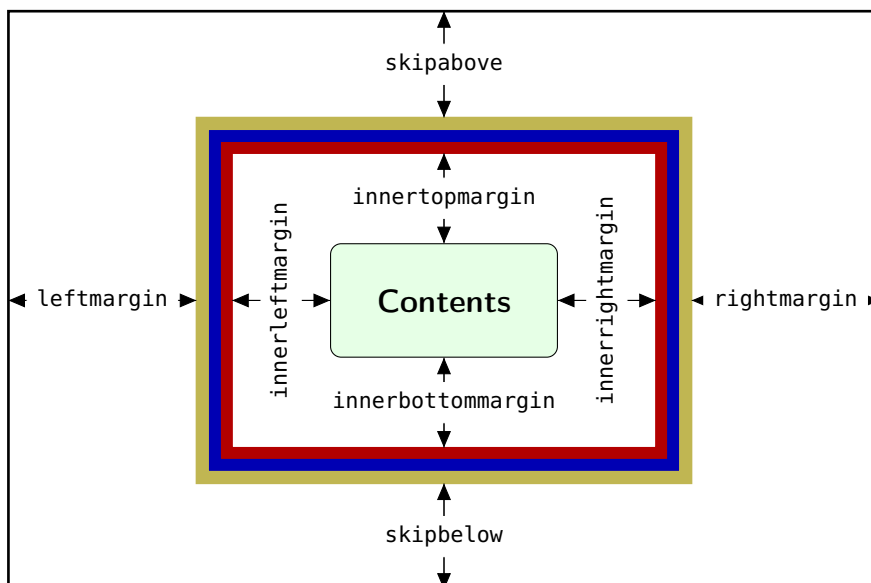 skipabove
innertopmargin
leftmargin
innerleftmargin
Contents
innerrightmargin
rightmargin
innerbottommargin
skipbelow